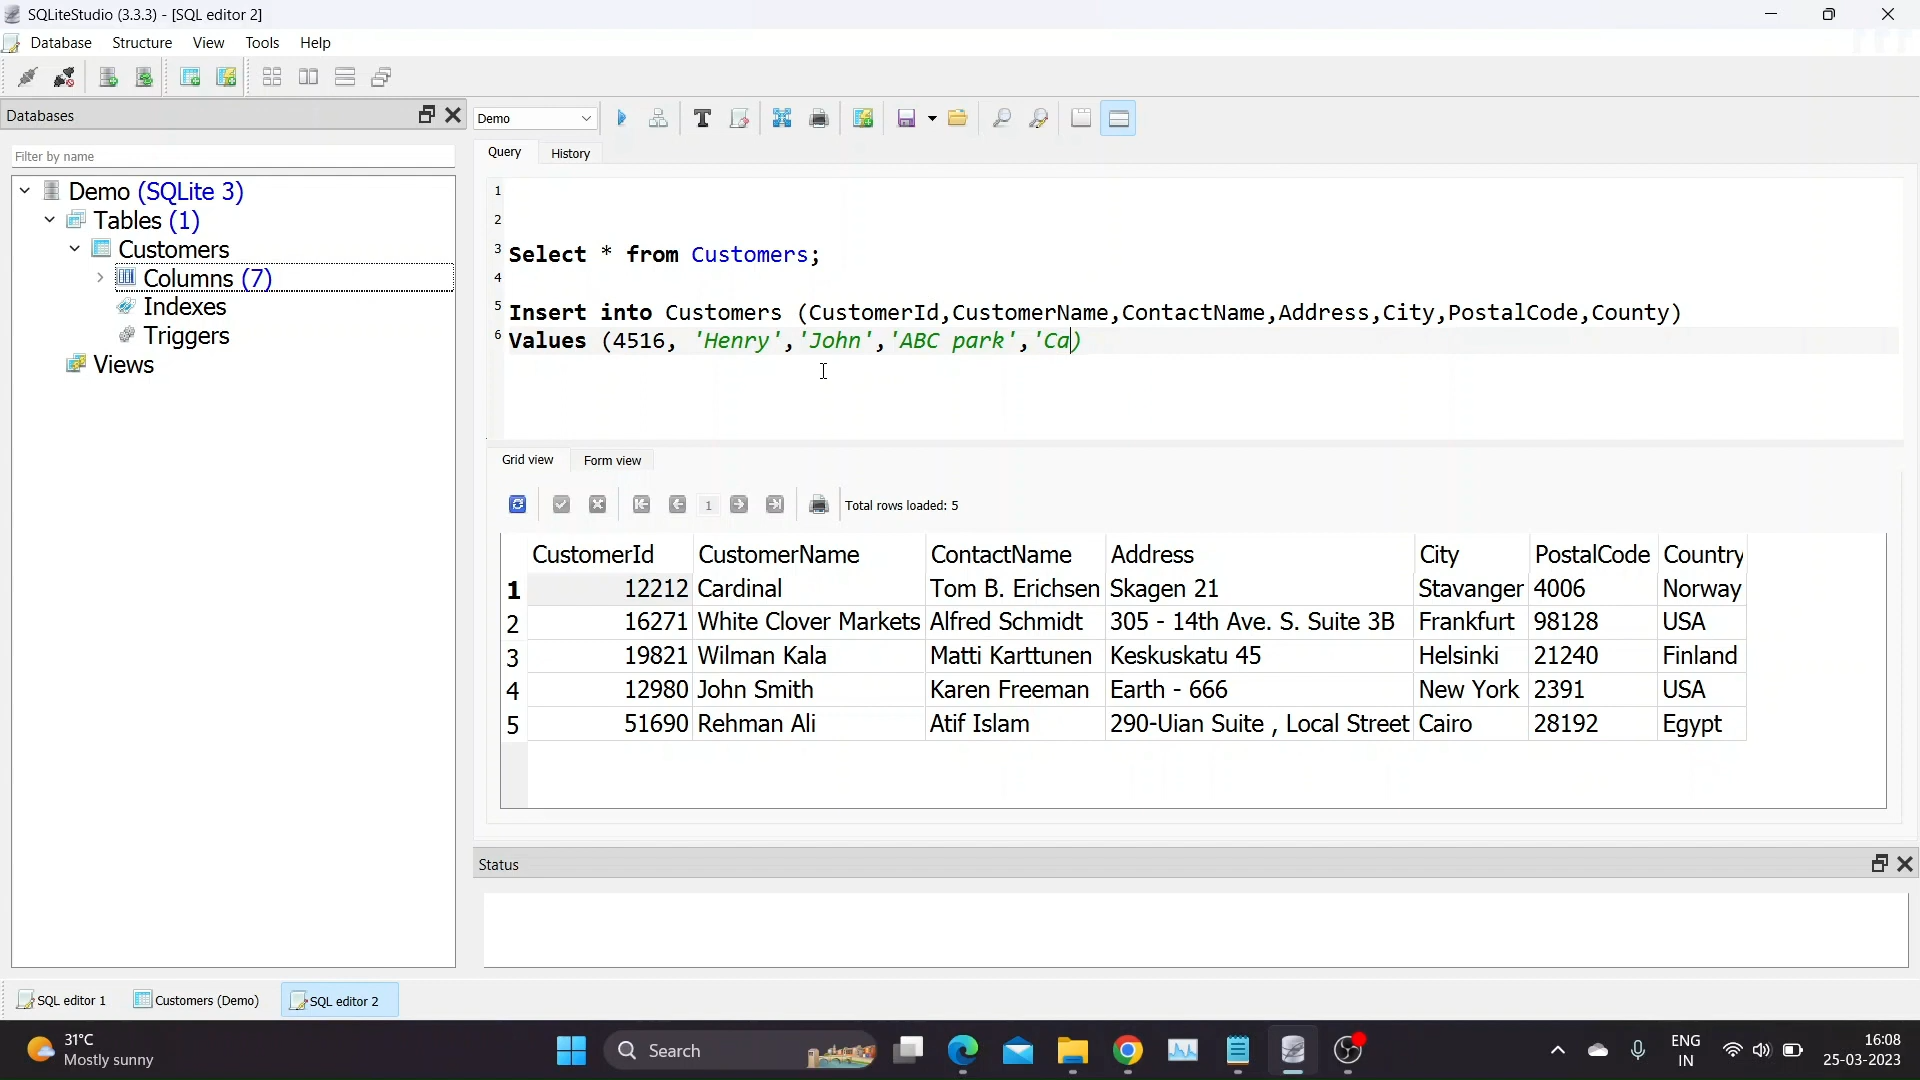 SQLiteStudio (3.3.3) - [SQL editor 2]
Database Structure View Tools Help
Databases
Filter by name
Demo (SQLite 3)
Tables (1)
Customers
Columns (7)
Indexes
Triggers
Views
Demo
Query History
1
2
3 Select * from Customers;
4
5 Insert into Customers (CustomerId,CustomerName,ContactName,Address,City,PostalCode,County)
6 Values (4516, 'Henry','John','ABC park','Ca)
Grid view Form view
1 Total rows loaded: 5
CustomerId CustomerName ContactName Address City PostalCode Country
1 12212 Cardinal Tom B. Erichsen Skagen 21 Stavanger 4006 Norway
2 16271 White Clover Markets Alfred Schmidt 305 - 14th Ave. S. Suite 3B Frankfurt 98128 USA
3 19821 Wilman Kala Matti Karttunen Keskuskatu 45 Helsinki 21240 Finland
4 12980 John Smith Karen Freeman Earth - 666 New York 2391 USA
5 51690 Rehman Ali Atif Islam 290-Uian Suite , Local Street Cairo 28192 Egypt
Status
SQL editor 1 Customers (Demo) SQL editor 2
31°C
Mostly sunny
Search
ENG
IN
16:08
25-03-2023